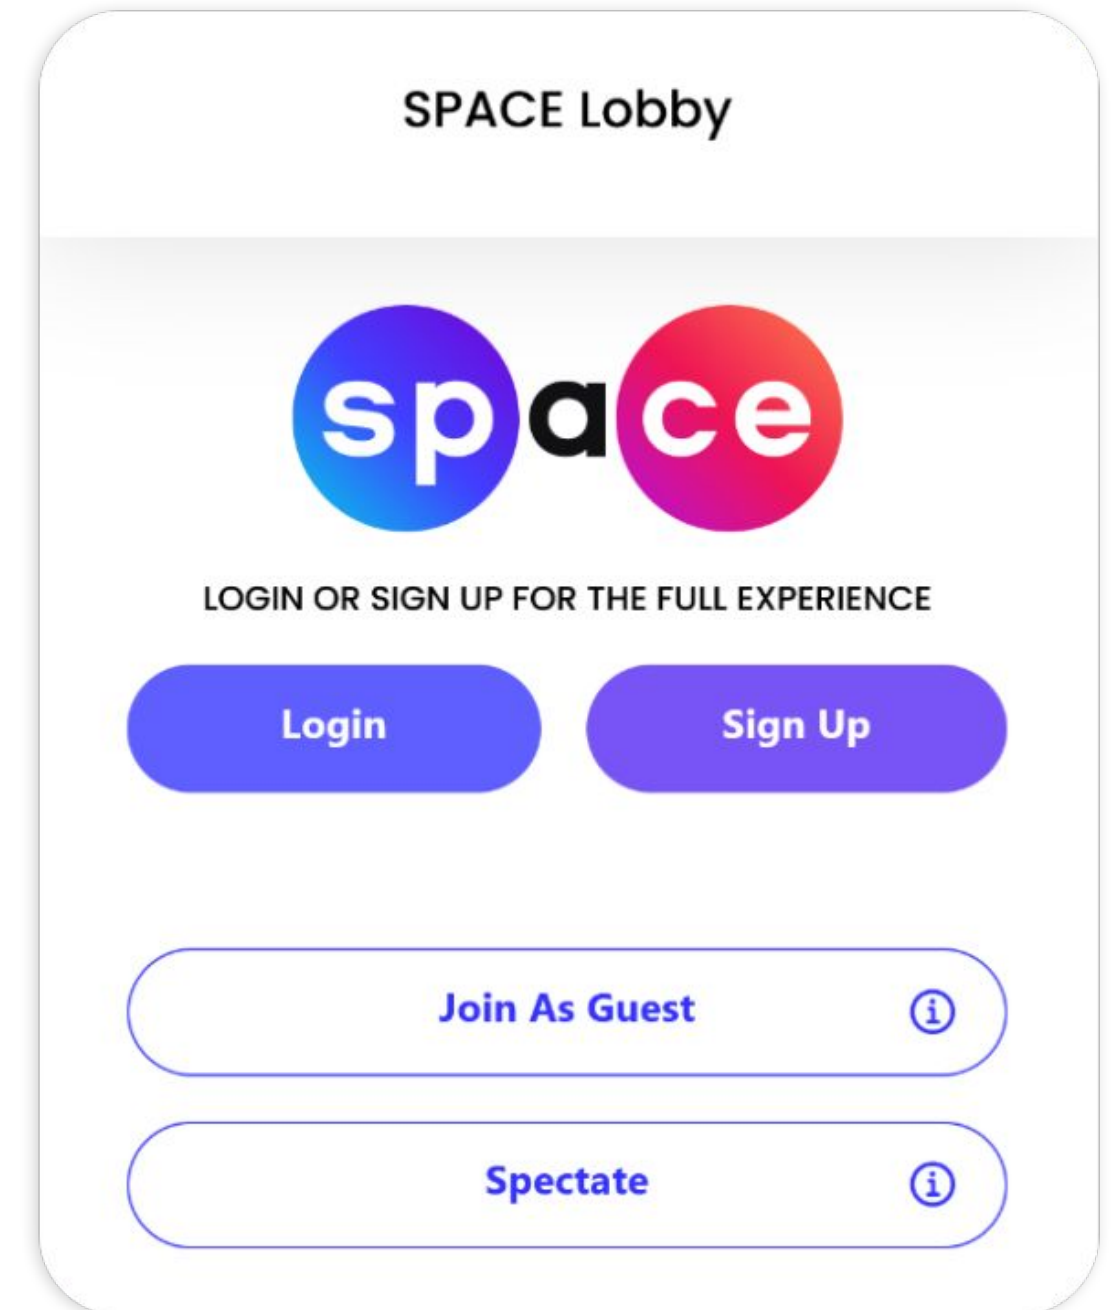 SPACE Lobby
space
LOGIN OR SIGN UP FOR THE FULL EXPERIENCE
Login
Sign Up
Join As Guest
Spectate